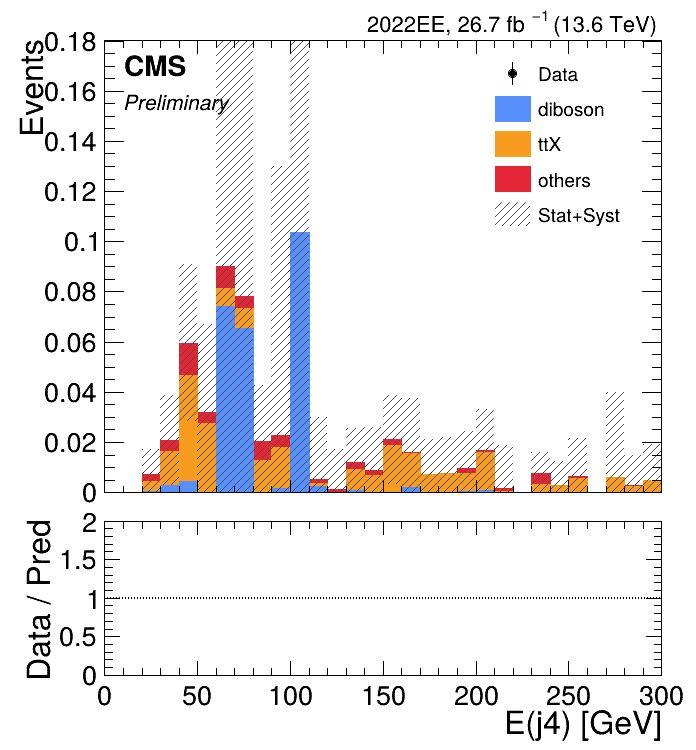 2022EE, 26.7 fb ⁻¹ (13.6 TeV)
CMS
Preliminary
Events
0.18
0.16
0.14
0.12
0.1
0.08
0.06
0.04
0.02
0
Data
diboson
ttX
others
Stat+Syst
Data / Pred
2
1.5
1
0.5
0
0 50 100 150 200 250 300
E(j4) [GeV]